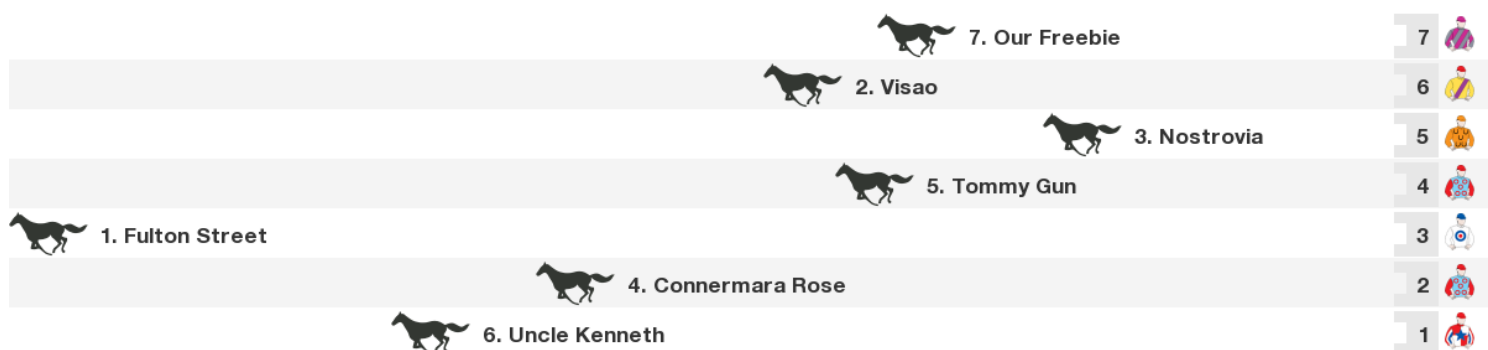 7. Our Freebie 7
2. Visao 6
3. Nostrovia 5
5. Tommy Gun 4
1. Fulton Street 3
4. Connermara Rose 2
6. Uncle Kenneth 1